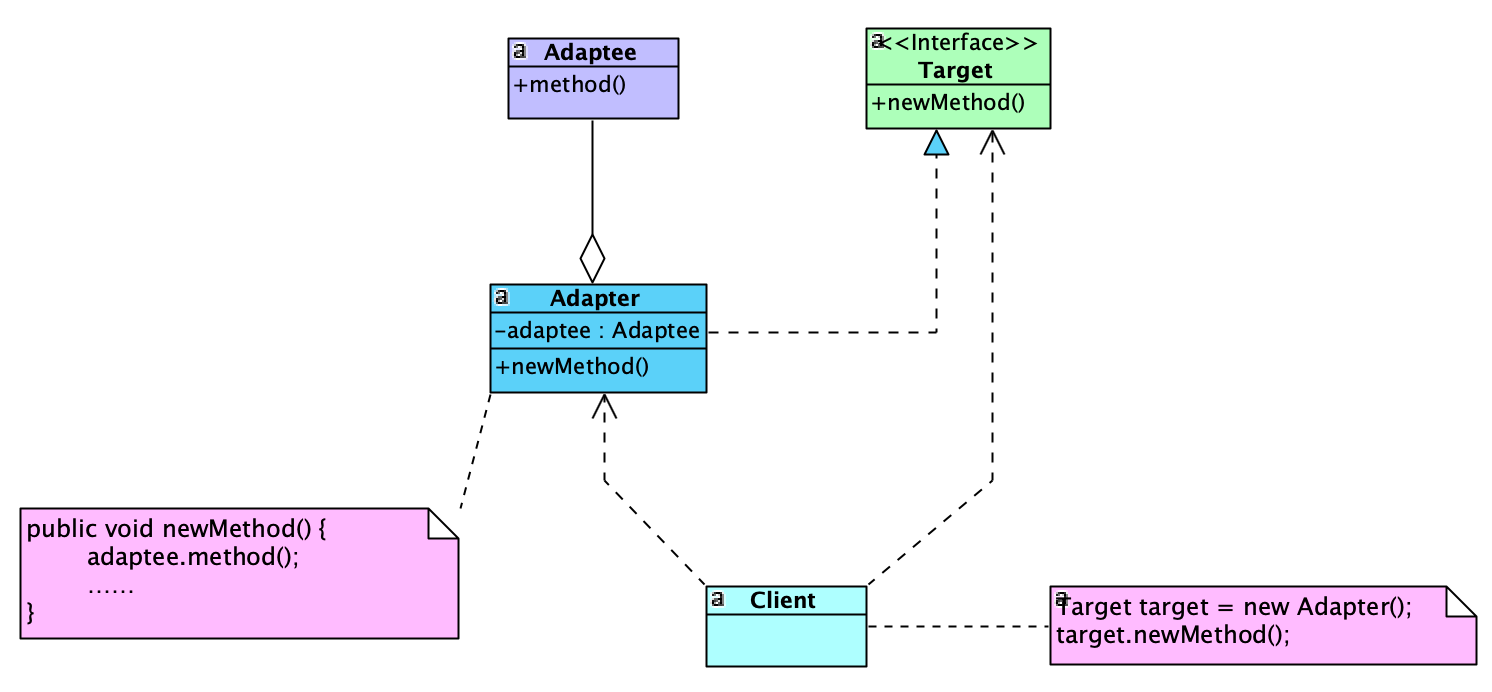 a Adaptee
+method()
a <<Interface>>
Target
+newMethod()
a Adapter
-adaptee : Adaptee
+newMethod()
public void newMethod() {
adaptee.method();
......
}
a Client
a
Target target = new Adapter();
target.newMethod();